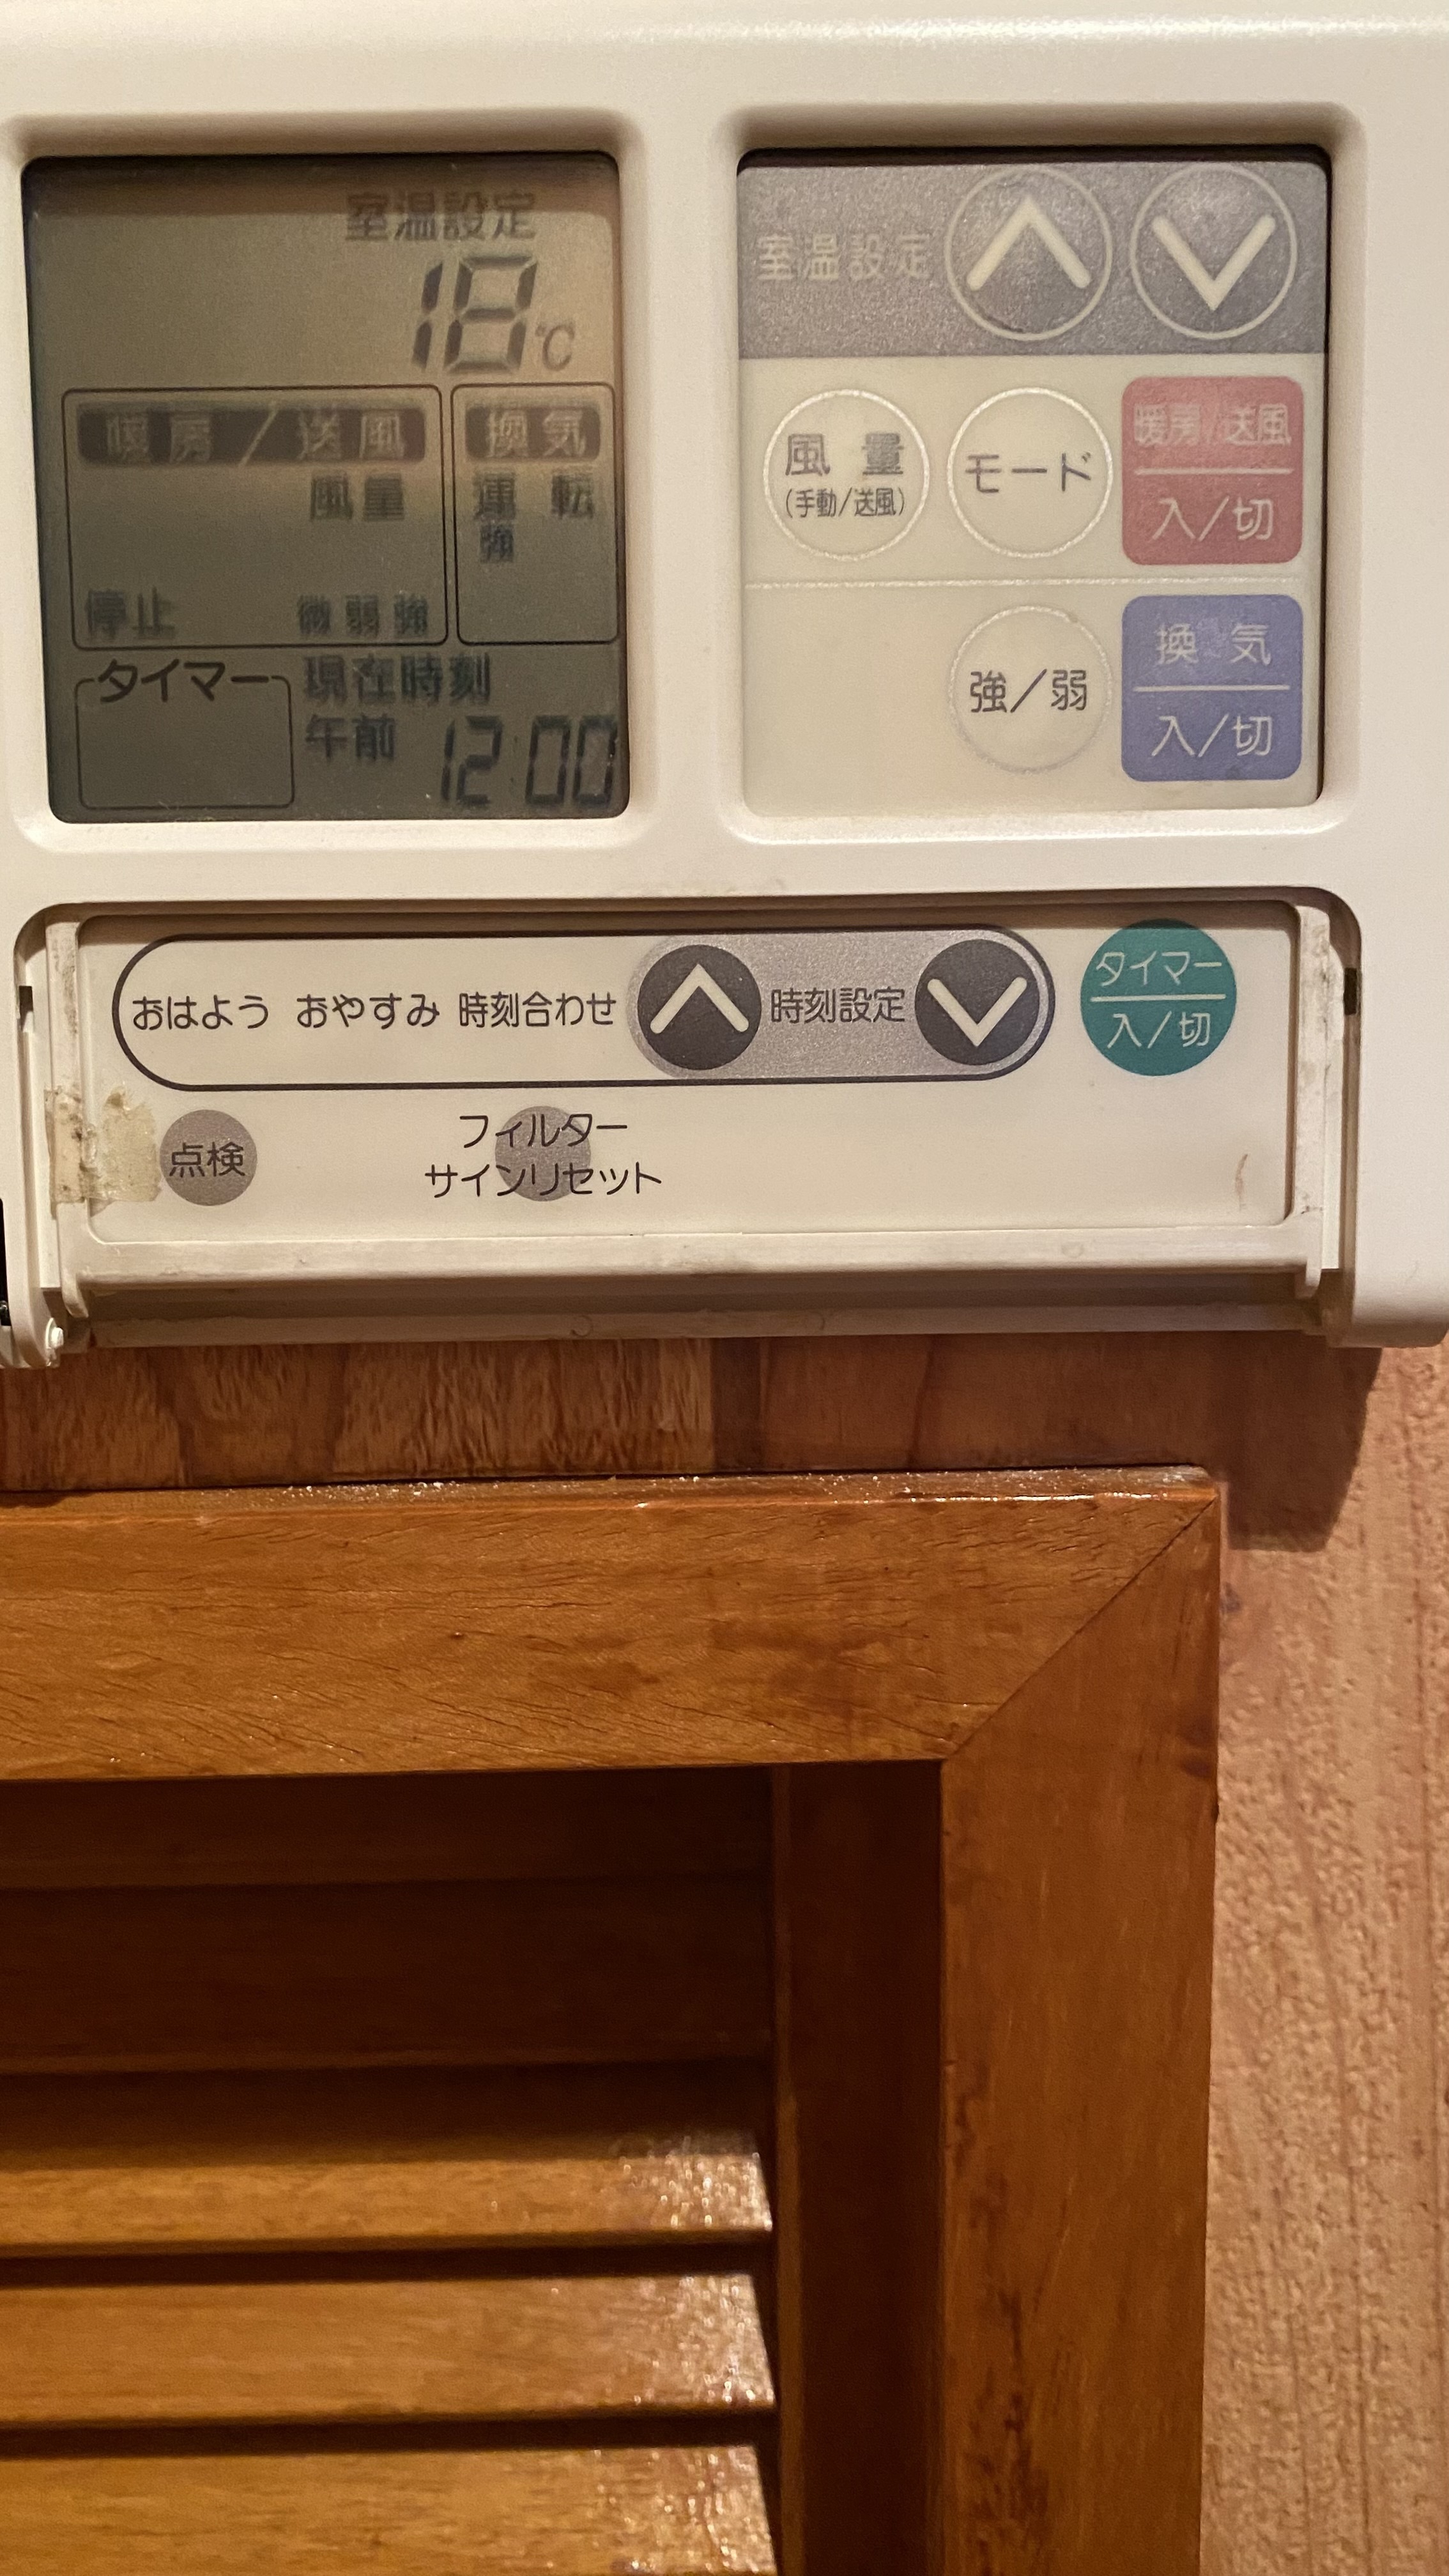 室温設定
18℃
暖房/送風
換気
風量
運転
強
停止
微 弱 強
タイマー
現在時刻
午前 12:00
室温設定
風量
(手動/送風)
モード
暖房/送風
入/切
強/弱
換気
入/切
おはよう おやすみ 時刻合わせ
時刻設定
タイマー
入/切
点検
フィルター
サインリセット